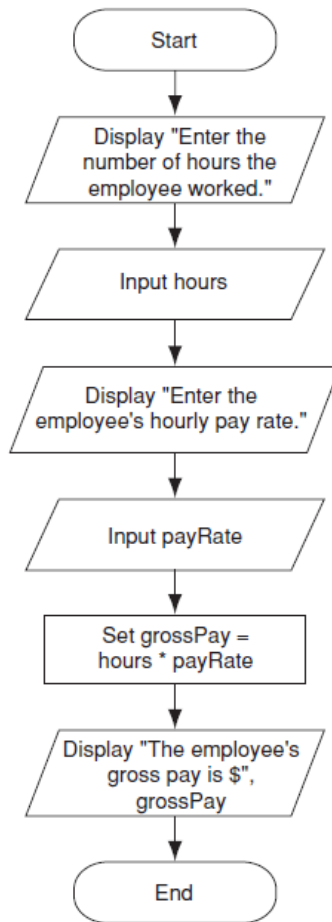 Start
Display "Enter the
number of hours the
employee worked."
Input hours
Display "Enter the
employee's hourly pay rate."
Input payRate
Set grossPay =
hours * payRate
Display "The employee's
gross pay is $",
grossPay
End